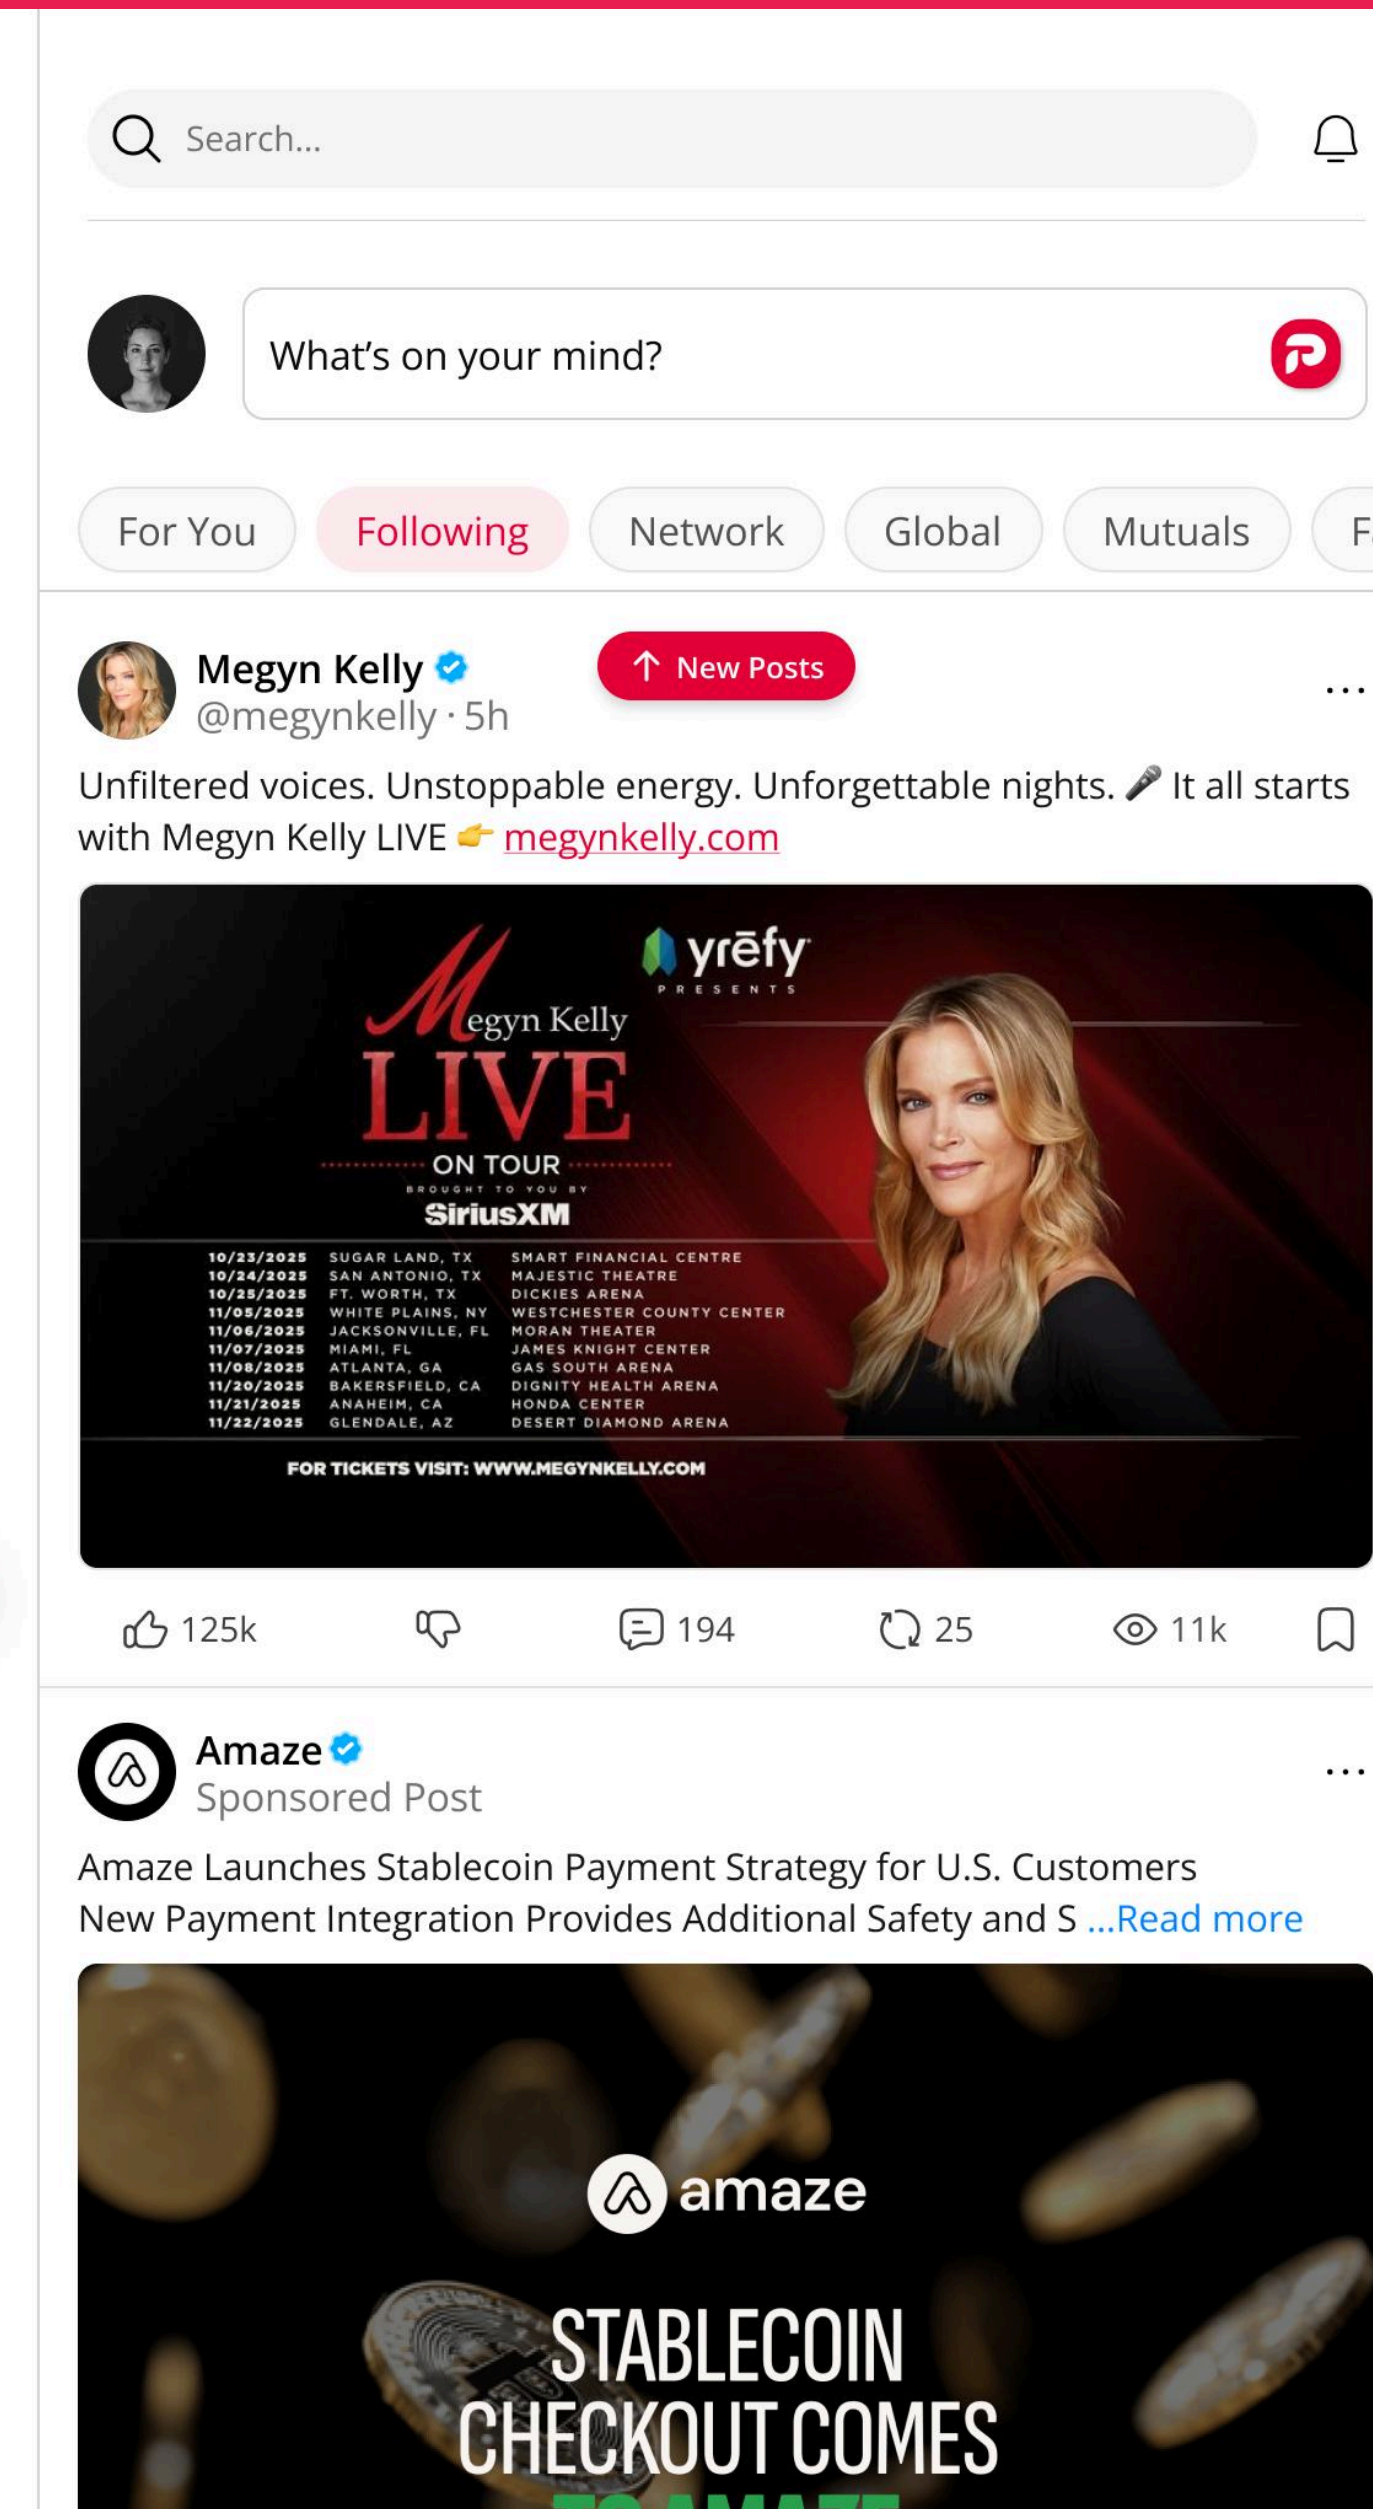 Search...
What's on your mind?
For You
Following
Network
Global
Mutuals
Megyn Kelly
New Posts
@megynkelly · 5h
Unfiltered voices. Unstoppable energy. Unforgettable nights. 🎤 It all starts
with Megyn Kelly LIVE 👉 megynkelly.com
yrēfy
PRESENTS
Megyn Kelly
LIVE
ON TOUR
BROUGHT TO YOU BY
SiriusXM
10/23/2025 SUGAR LAND, TX SMART FINANCIAL CENTRE
10/24/2025 SAN ANTONIO, TX MAJESTIC THEATRE
10/25/2025 FT. WORTH, TX DICKIES ARENA
11/05/2025 WHITE PLAINS, NY WESTCHESTER COUNTY CENTER
11/06/2025 JACKSONVILLE, FL MORAN THEATER
11/07/2025 MIAMI, FL JAMES KNIGHT CENTER
11/08/2025 ATLANTA, GA GAS SOUTH ARENA
11/20/2025 BAKERSFIELD, CA DIGNITY HEALTH ARENA
11/21/2025 ANAHEIM, CA HONDA CENTER
11/22/2025 GLENDALE, AZ DESERT DIAMOND ARENA
FOR TICKETS VISIT: WWW.MEGYNKELLY.COM
125k
194
25
11k
Amaze
Sponsored Post
Amaze Launches Stablecoin Payment Strategy for U.S. Customers
New Payment Integration Provides Additional Safety and S ...Read more
amaze
STABLECOIN
CHECKOUT COMES
TO AMAZE